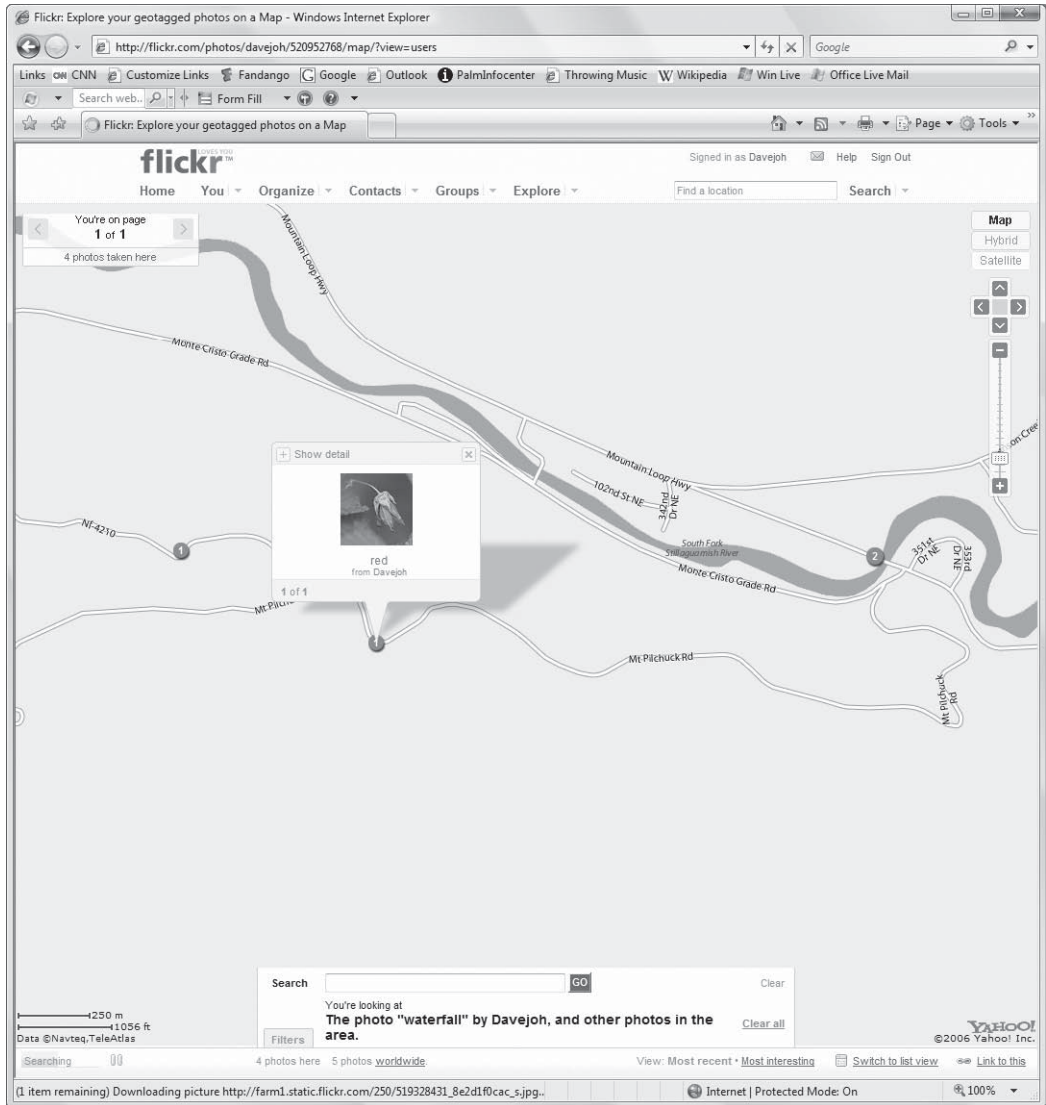 Flickr: Explore your geotagged photos on a Map - Windows Internet Explorer
http://flickr.com/photos/davejoh/520952768/map/?view=users
Google
Links CNN Customize Links Fandango Google Outlook PalmInfocenter Throwing Music Wikipedia Win Live Office Live Mail
Search web.. Form Fill
Flickr: Explore your geotagged photos on a Map
Page Tools
LOVES YOU
flickr™
Signed in as Davejoh Help Sign Out
Home You Organize Contacts Groups Explore
Find a location
Search
You're on page
1 of 1
4 photos taken here
Map
Hybrid
Satellite
Mountain Loop Hwy
Monte Cristo Grade Rd
Show detail
red
from Davejoh
1 of 1
Mountain Loop Hwy
102nd St NE
342nd Dr NE
South Fork
Stillaguamish River
Monte Cristo Grade Rd
351st Dr NE
353rd Dr NE
Nf-4210
1
2
1
Mt Pilchuck Rd
Mt Pilchuck Rd
Search
GO
Clear
You're looking at
The photo "waterfall" by Davejoh, and other photos in the area.
Clear all
Filters
250 m
1056 ft
Data ©Navteq,TeleAtlas
YAHOO!
©2006 Yahoo! Inc.
Searching
4 photos here 5 photos worldwide.
View: Most recent • Most interesting
Switch to list view
Link to this
(1 item remaining) Downloading picture http://farm1.static.flickr.com/250/519328431_8e2d1f0cac_s.jpg..
Internet | Protected Mode: On
100%